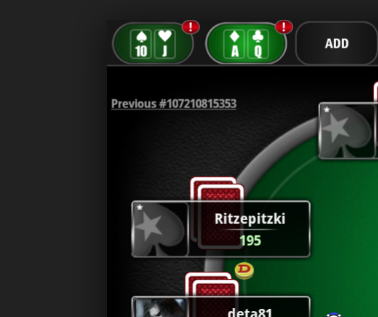 ! !
10 J A Q ADD
Previous #107210815353
Ritzepitzki
195
D
deta81